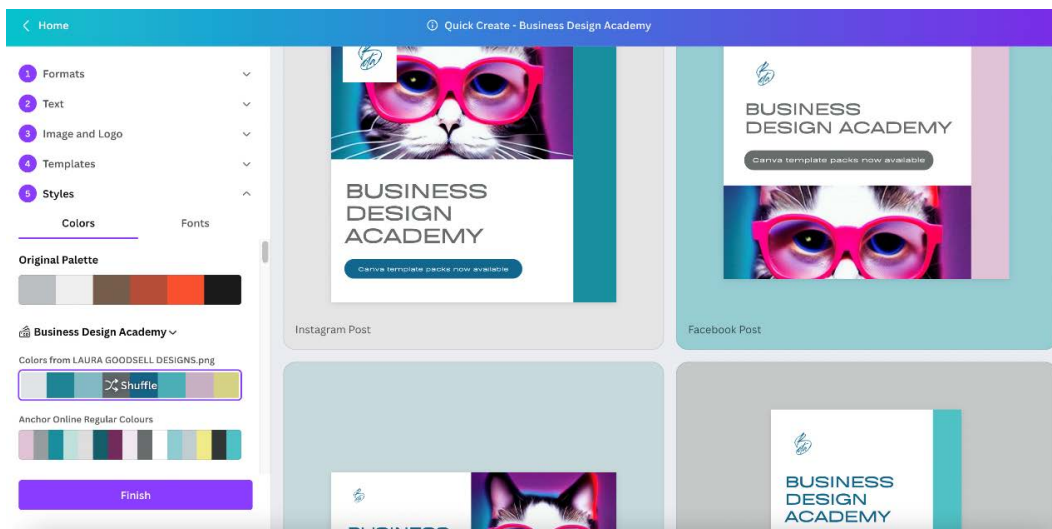 Home
Quick Create - Business Design Academy
1 Formats
2 Text
3 Image and Logo
4 Templates
5 Styles
Colors Fonts
Original Palette
Business Design Academy
Colors from LAURA GOODSELL DESIGNS.png
Shuffle
Anchor Online Regular Colours
Finish
BUSINESS
DESIGN
ACADEMY
Canva template packs now available
Instagram Post
BUSINESS
DESIGN ACADEMY
Canva template packs now available
Facebook Post
BUSINESS
BUSINESS
DESIGN
ACADEMY